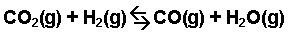 CO₂(g) + H₂(g) ⇆ CO(g) + H₂O(g)